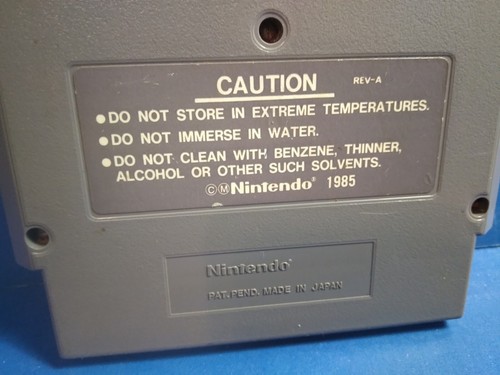 CAUTION REV-A
●DO NOT STORE IN EXTREME TEMPERATURES.
●DO NOT IMMERSE IN WATER.
●DO NOT CLEAN WITH BENZENE, THINNER,
ALCOHOL OR OTHER SUCH SOLVENTS.
©ⓂNintendo® 1985
Nintendo®
PAT. PEND. MADE IN JAPAN